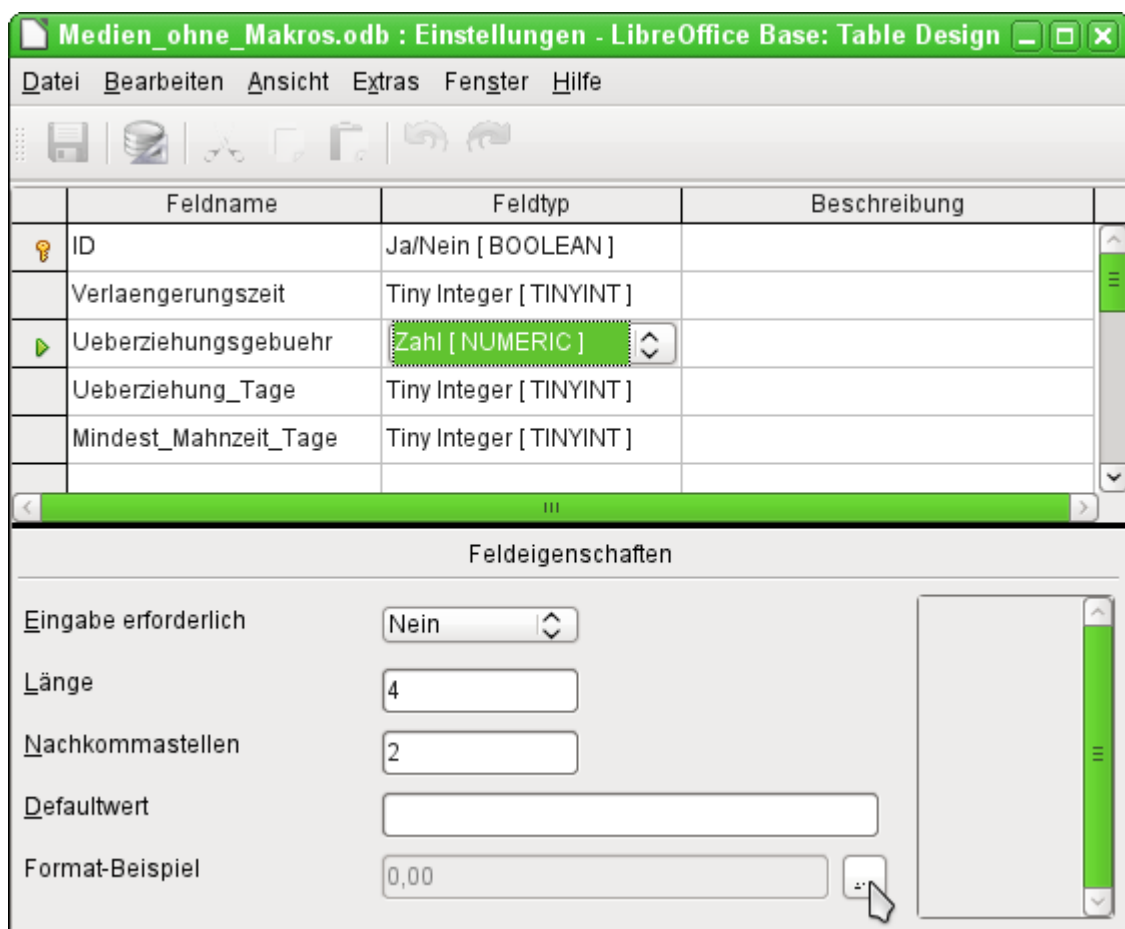 Medien_ohne_Makros.odb : Einstellungen - LibreOffice Base: Table Design
Datei Bearbeiten Ansicht Extras Fenster Hilfe
Feldname Feldtyp Beschreibung
ID Ja/Nein [ BOOLEAN ]
Verlaengerungszeit Tiny Integer [ TINYINT ]
Ueberziehungsgebuehr Zahl [ NUMERIC ]
Ueberziehung_Tage Tiny Integer [ TINYINT ]
Mindest_Mahnzeit_Tage Tiny Integer [ TINYINT ]
Feldeigenschaften
Eingabe erforderlich Nein
Länge 4
Nachkommastellen 2
Defaultwert
Format-Beispiel 0,00 ...